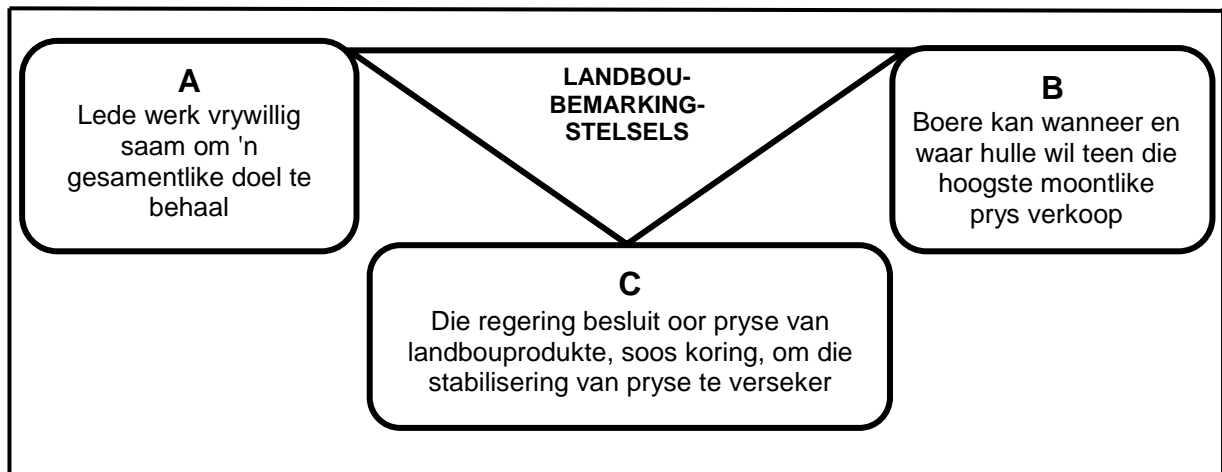 A
Lede werk vrywillig
saam om 'n
gesamentlike doel te
behaal
LANDBOU-
BEMARKING-
STELSELS
B
Boere kan wanneer en
waar hulle wil teen die
hoogste moontlike
prys verkoop
C
Die regering besluit oor pryse van
landbouprodukte, soos koring, om die
stabilisering van pryse te verseker